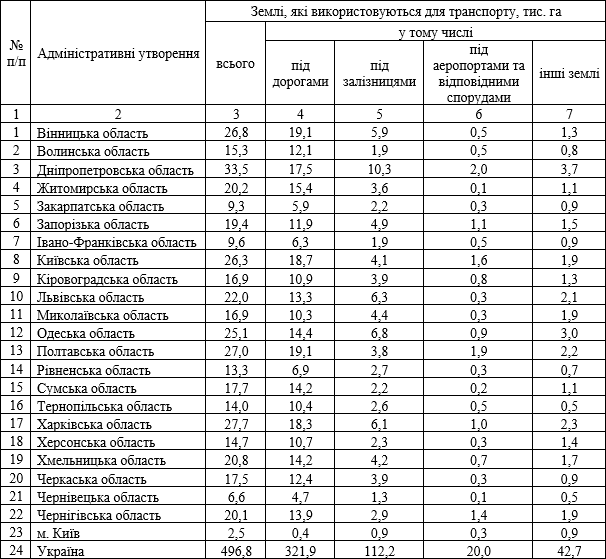 № п/п Адміністративні утворення Землі, які використовуються для транспорту, тис. га
всього у тому числі
під дорогами під залізницями під аеропортами та відповідними спорудами інші землі
1 2 3 4 5 6 7
1 Вінницька область 26,8 19,1 5,9 0,5 1,3
2 Волинська область 15,3 12,1 1,9 0,5 0,8
3 Дніпропетровська область 33,5 17,5 10,3 2,0 3,7
4 Житомирська область 20,2 15,4 3,6 0,1 1,1
5 Закарпатська область 9,3 5,9 2,2 0,3 0,9
6 Запорізька область 19,4 11,9 4,9 1,1 1,5
7 Івано-Франківська область 9,6 6,3 1,9 0,5 0,9
8 Київська область 26,3 18,7 4,1 1,6 1,9
9 Кіровоградська область 16,9 10,9 3,9 0,8 1,3
10 Львівська область 22,0 13,3 6,3 0,3 2,1
11 Миколаївська область 16,9 10,3 4,4 0,3 1,9
12 Одеська область 25,1 14,4 6,8 0,9 3,0
13 Полтавська область 27,0 19,1 3,8 1,9 2,2
14 Рівненська область 13,3 6,9 2,7 0,3 0,7
15 Сумська область 17,7 14,2 2,2 0,2 1,1
16 Тернопільська область 14,0 10,4 2,6 0,5 0,5
17 Харківська область 27,7 18,3 6,1 1,0 2,3
18 Херсонська область 14,7 10,7 2,3 0,3 1,4
19 Хмельницька область 20,8 14,2 4,2 0,7 1,7
20 Черкаська область 17,5 12,4 3,9 0,3 0,9
21 Чернівецька область 6,6 4,7 1,3 0,1 0,5
22 Чернігівська область 20,1 13,9 2,9 1,4 1,9
23 м. Київ 2,5 0,4 0,9 0,3 0,9
24 Україна 496,8 321,9 112,2 20,0 42,7